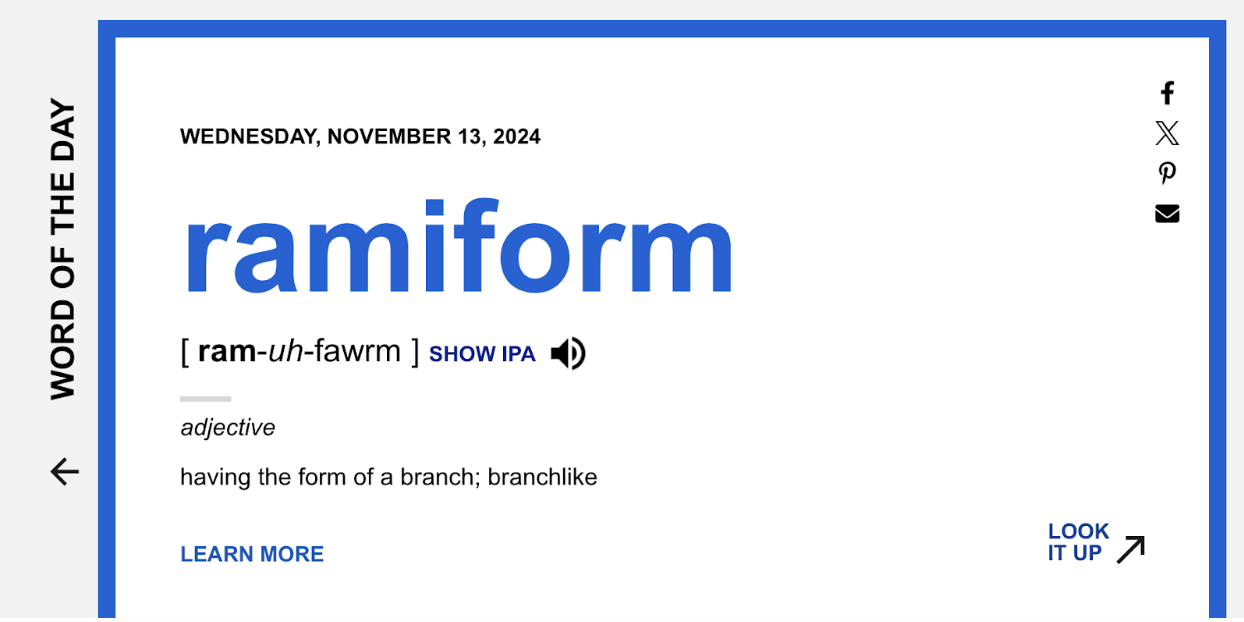 WORD OF THE DAY
WEDNESDAY, NOVEMBER 13, 2024
ramiform
[ ram-uh-fawrm ] SHOW IPA
adjective
having the form of a branch; branchlike
LEARN MORE
LOOK
IT UP